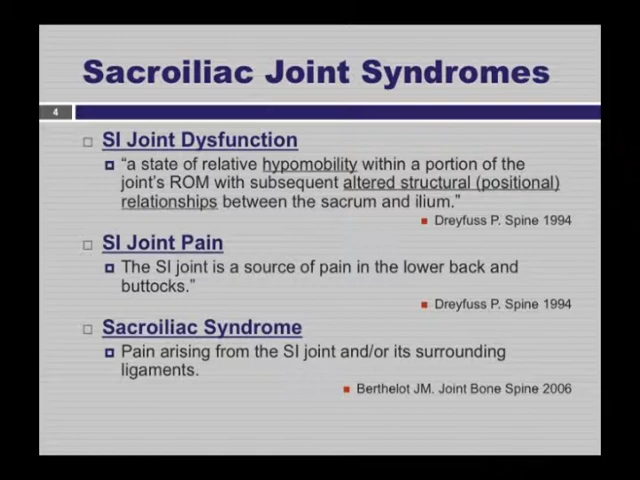 Sacroiliac Joint Syndromes
4
SI Joint Dysfunction
“a state of relative hypomobility within a portion of the
joint’s ROM with subsequent altered structural (positional)
relationships between the sacrum and ilium.”
Dreyfuss P. Spine 1994
SI Joint Pain
The SI joint is a source of pain in the lower back and
buttocks.”
Dreyfuss P. Spine 1994
Sacroiliac Syndrome
Pain arising from the SI joint and/or its surrounding
ligaments.
Berthelot JM. Joint Bone Spine 2006